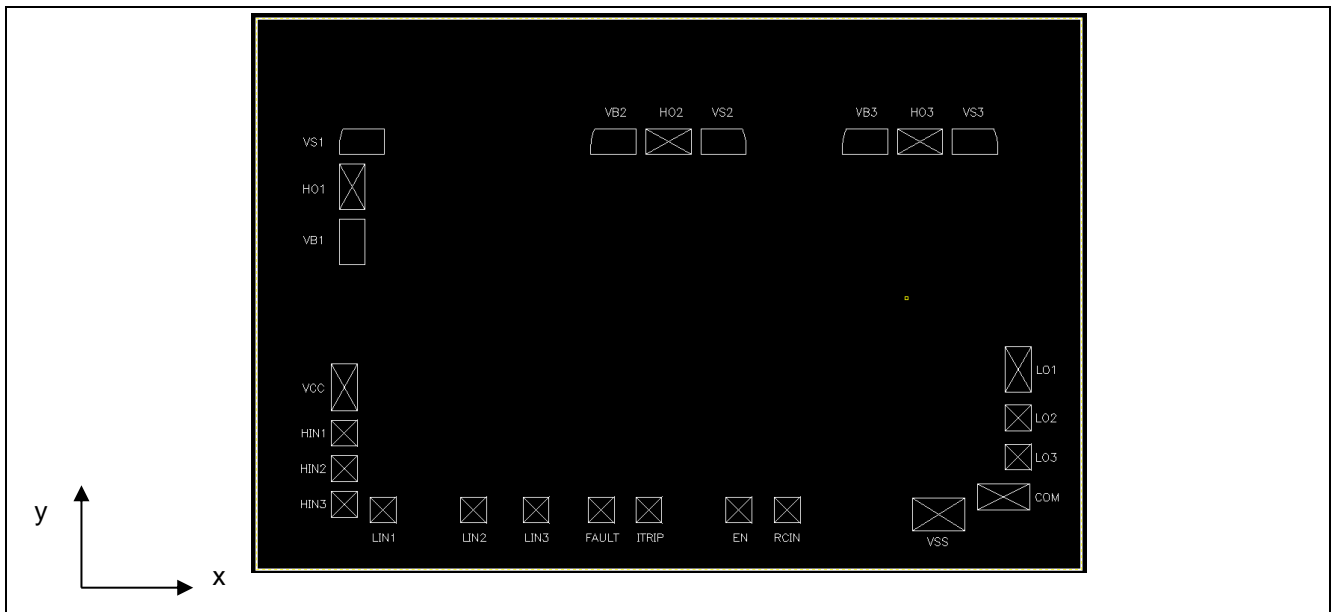 VB2 HO2 VS2 VB3 HO3 VS3
VS1
HO1
VB1
VCC LO1
HIN1 LO2
HIN2 LO3
HIN3 COM
LIN1 LIN2 LIN3 FAULT ITRIP EN RCIN VSS
y
x